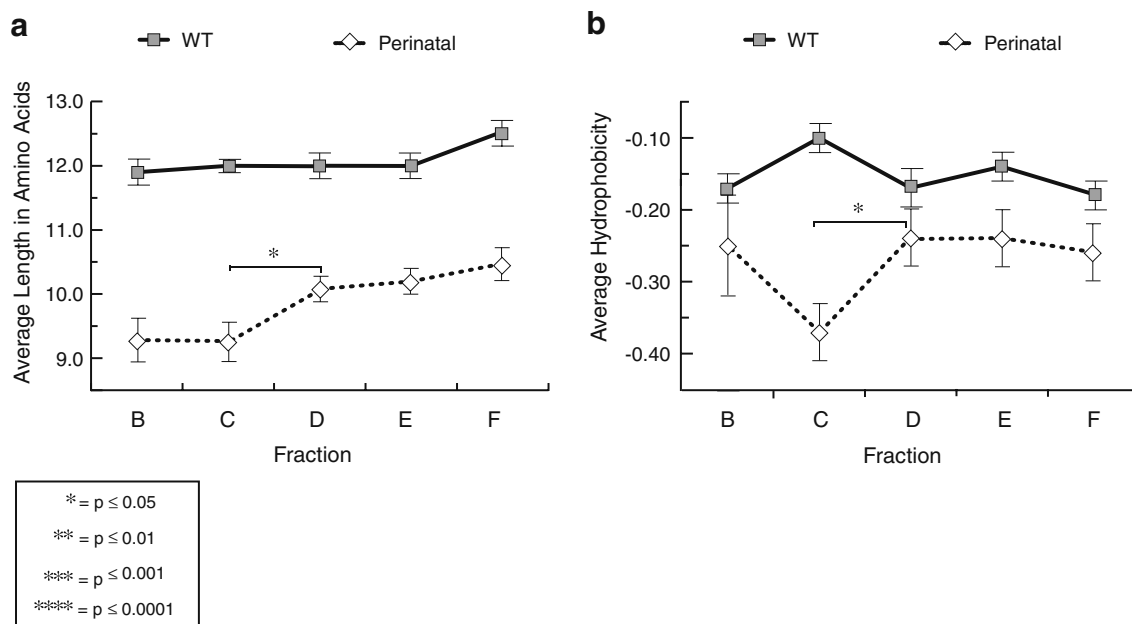 a
WT
Perinatal
Average Length in Amino Acids
13.0
12.0
11.0
10.0
9.0
*
B C D E F
Fraction
b
WT
Perinatal
Average Hydrophobicity
-0.10
-0.20
-0.30
-0.40
*
B C D E F
Fraction
* = p ≤ 0.05
** = p ≤ 0.01
*** = p ≤ 0.001
**** = p ≤ 0.0001